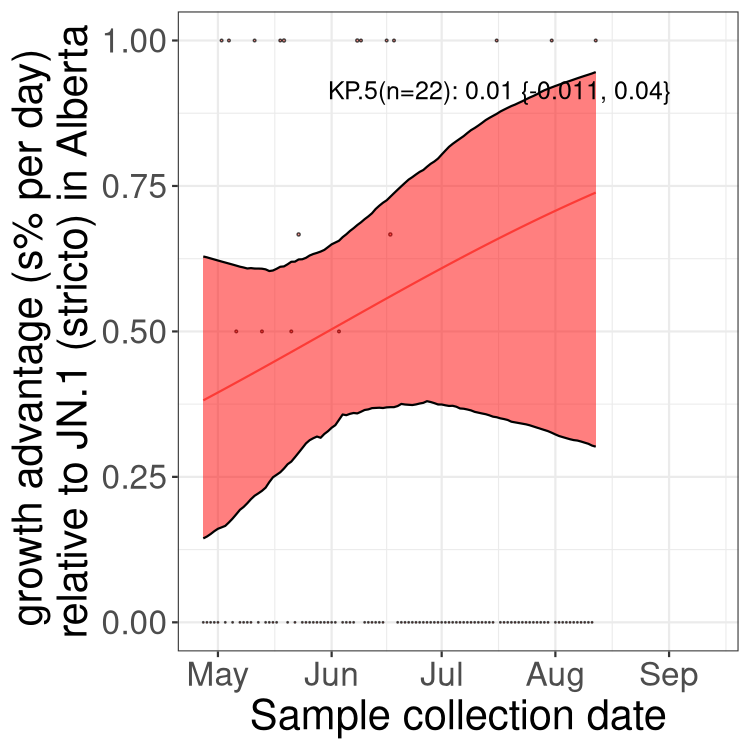 growth advantage (s% per day)
relative to JN.1 (stricto) in Alberta
1.00
0.75
0.50
0.25
0.00
KP.5(n=22): 0.01 {-0.011, 0.04}
May Jun Jul Aug Sep
Sample collection date